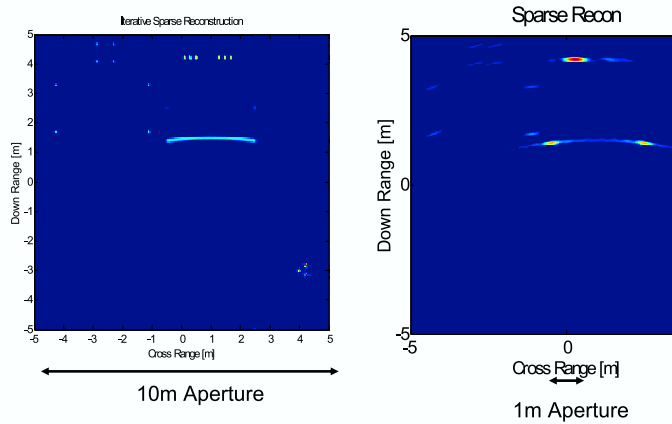 Iterative Sparse Reconstruction
5
4
3
2
1
0
-1
-2
-3
-4
-5
Down Range [m]
-5 -4 -3 -2 -1 0 1 2 3 4 5
Cross Range [m]
10m Aperture
Sparse Recon
5
0
-5
Down Range [m]
-5 0
Cross Range [m]
1m Aperture